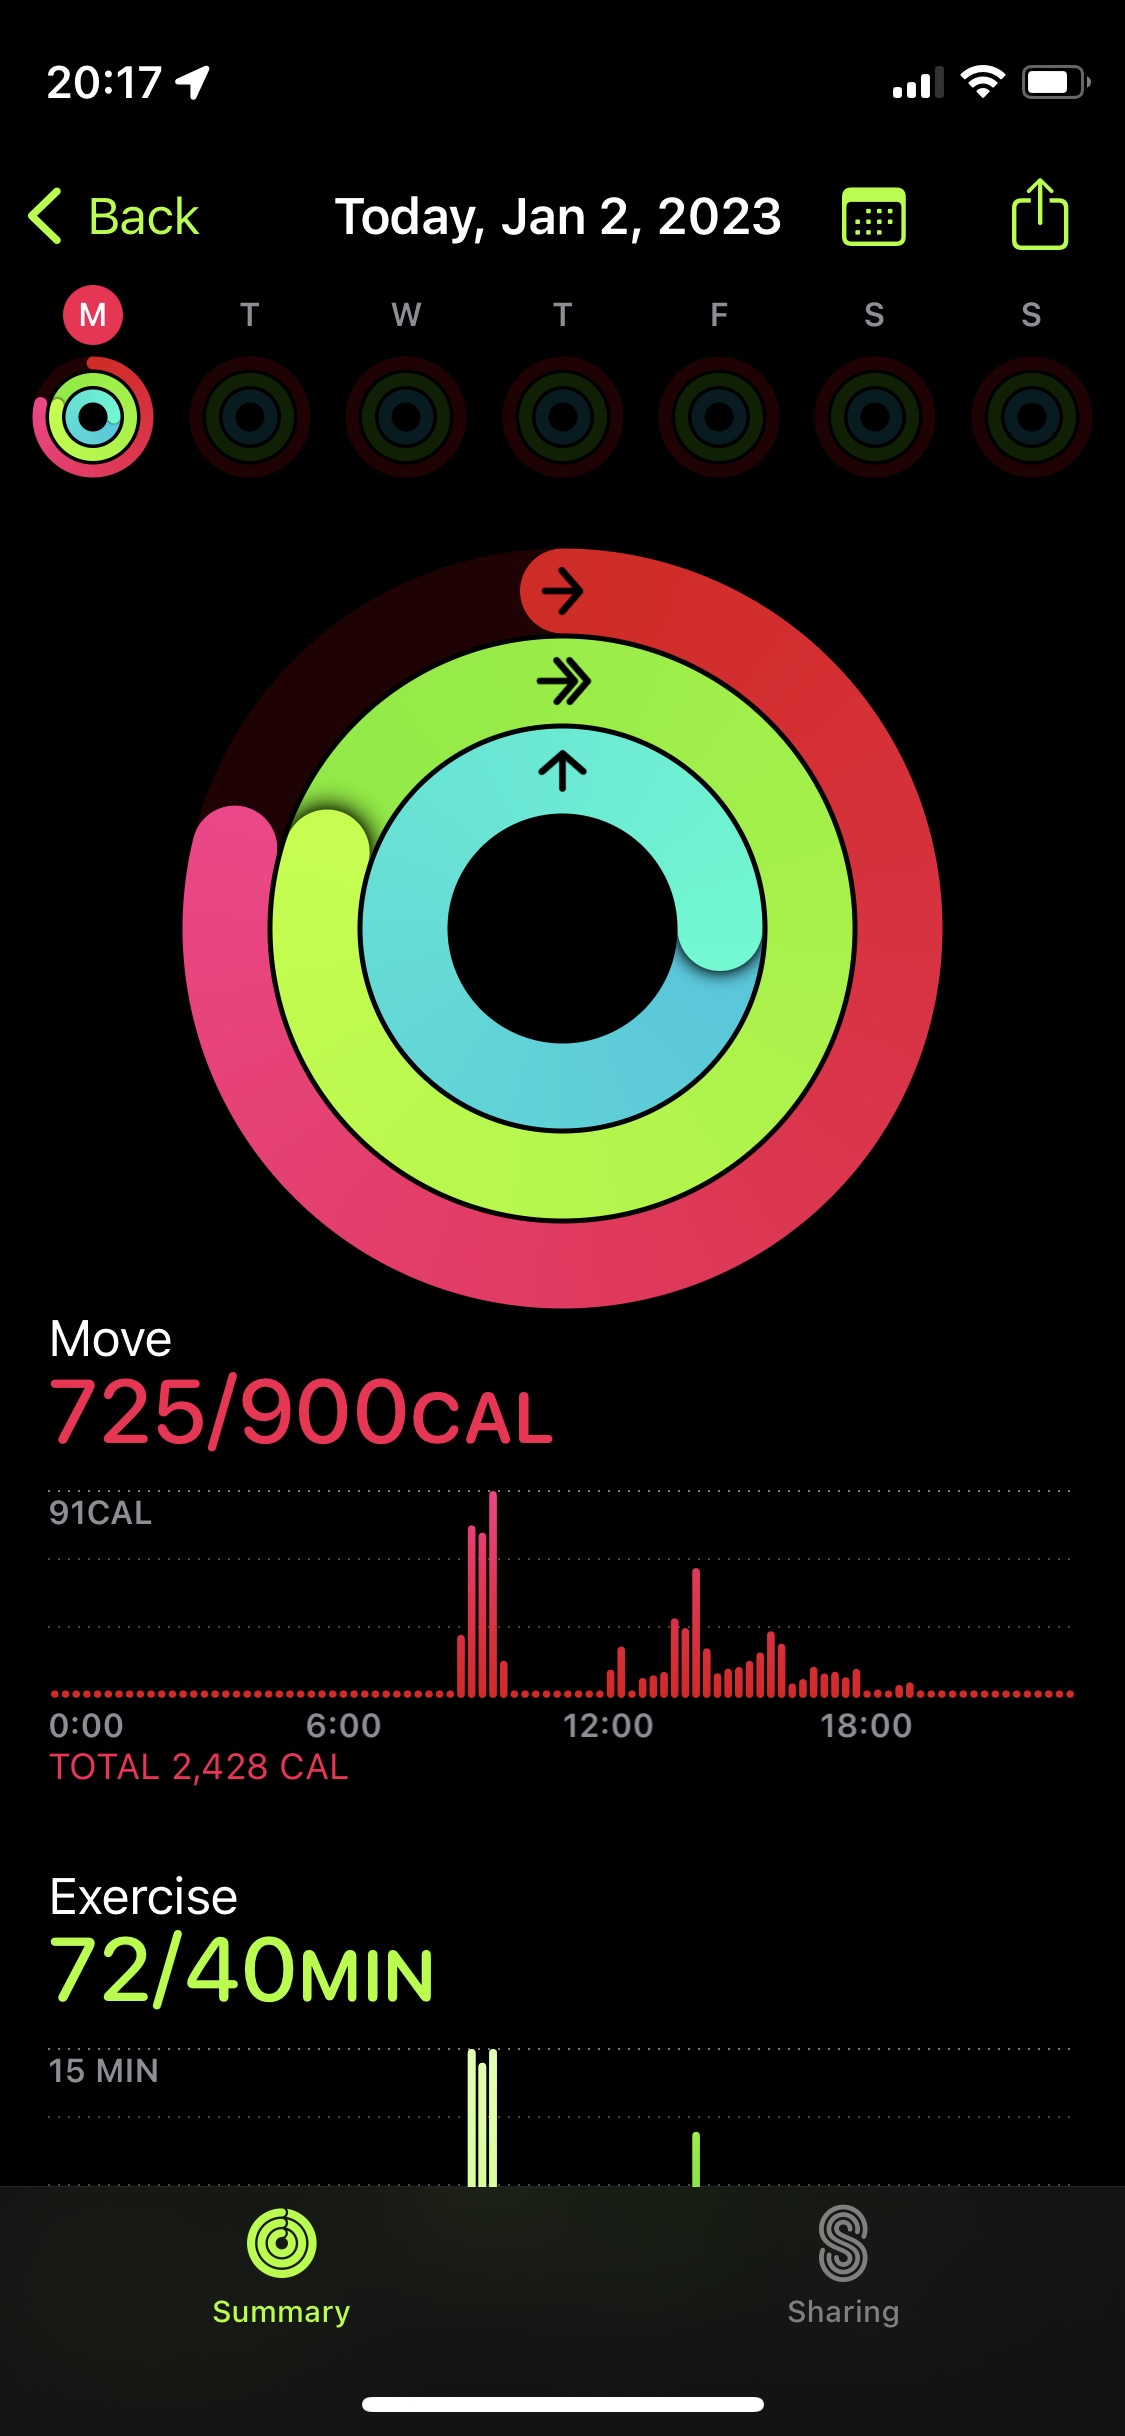 20:17
Back Today, Jan 2, 2023
M T W T F S S
Move
725/900CAL
91CAL
0:00 6:00 12:00 18:00
TOTAL 2,428 CAL
Exercise
72/40MIN
15 MIN
Summary Sharing